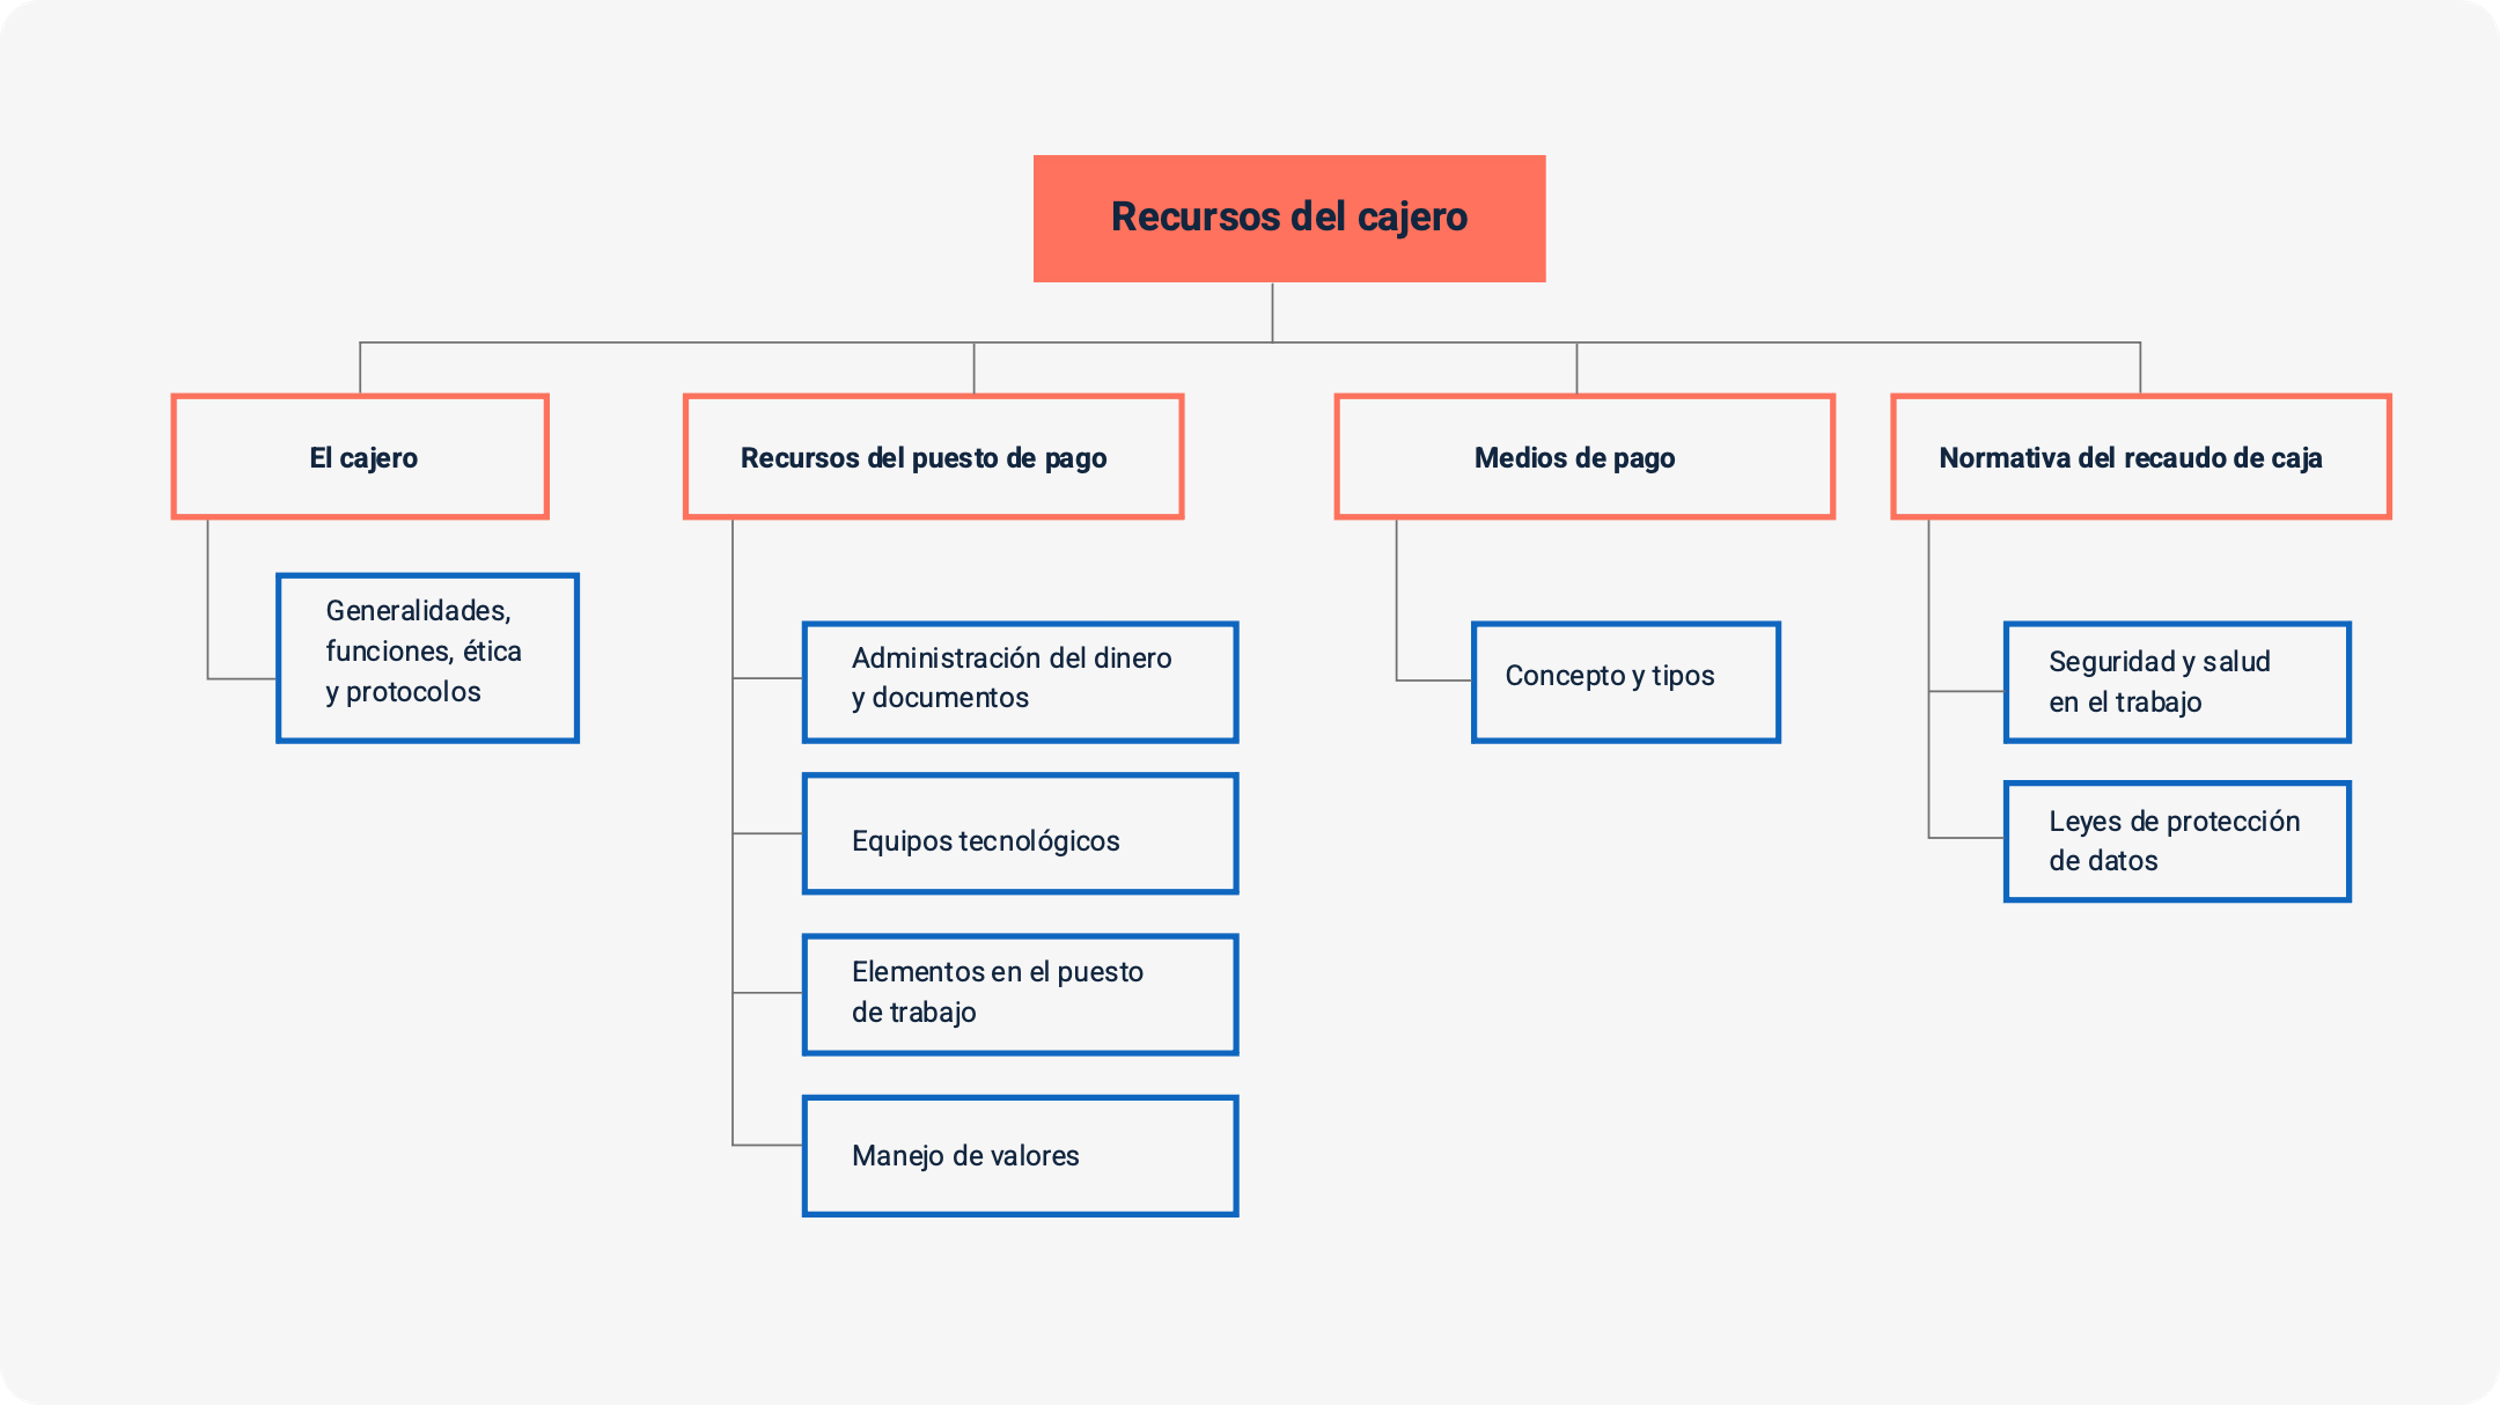 Recursos del cajero
El cajero
Recursos del puesto de pago
Medios de pago
Normativa del recaudo de caja
Generalidades,
funciones, ética
y protocolos
Administración del dinero
y documentos
Equipos tecnológicos
Elementos en el puesto
de trabajo
Manejo de valores
Concepto y tipos
Seguridad y salud
en el trabajo
Leyes de protección
de datos